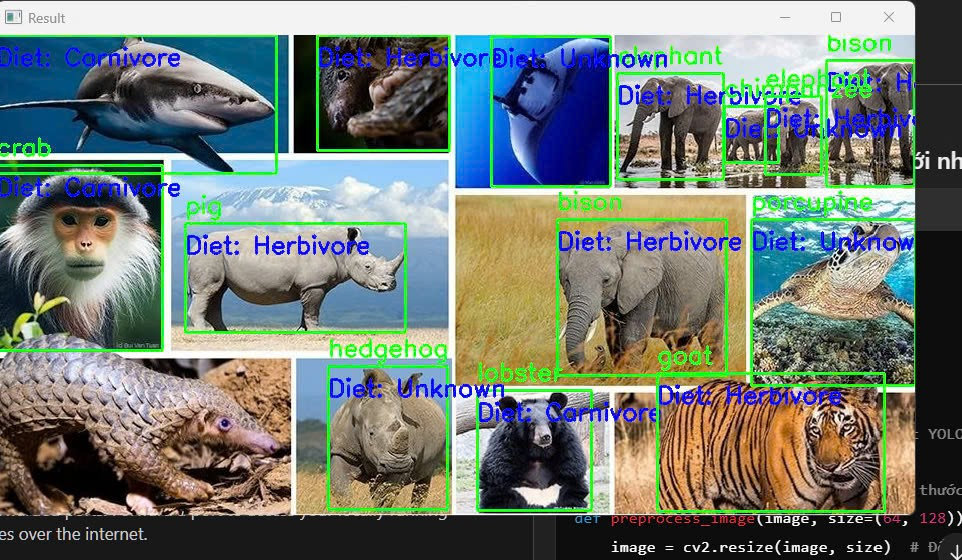 Result
Diet: Carnivore
Diet: Herbivore
Diet: Unknown
elephant
bison
chimpanzee
elephant
Diet: Herbivore
Diet: H
Diet: Unknown
Diet: Herbivo
crab
Diet: Carnivore
pig
Diet: Herbivore
bison
Diet: Herbivore
porcupine
Diet: Unknow
hedgehog
Diet: Unknown
lobster
Diet: Carnivore
goat
Diet: Herbivore
ới nh
YOLO
thước
def preprocess_image(image, size=(64, 128))
image = cv2.resize(image, size) #
es over the internet.